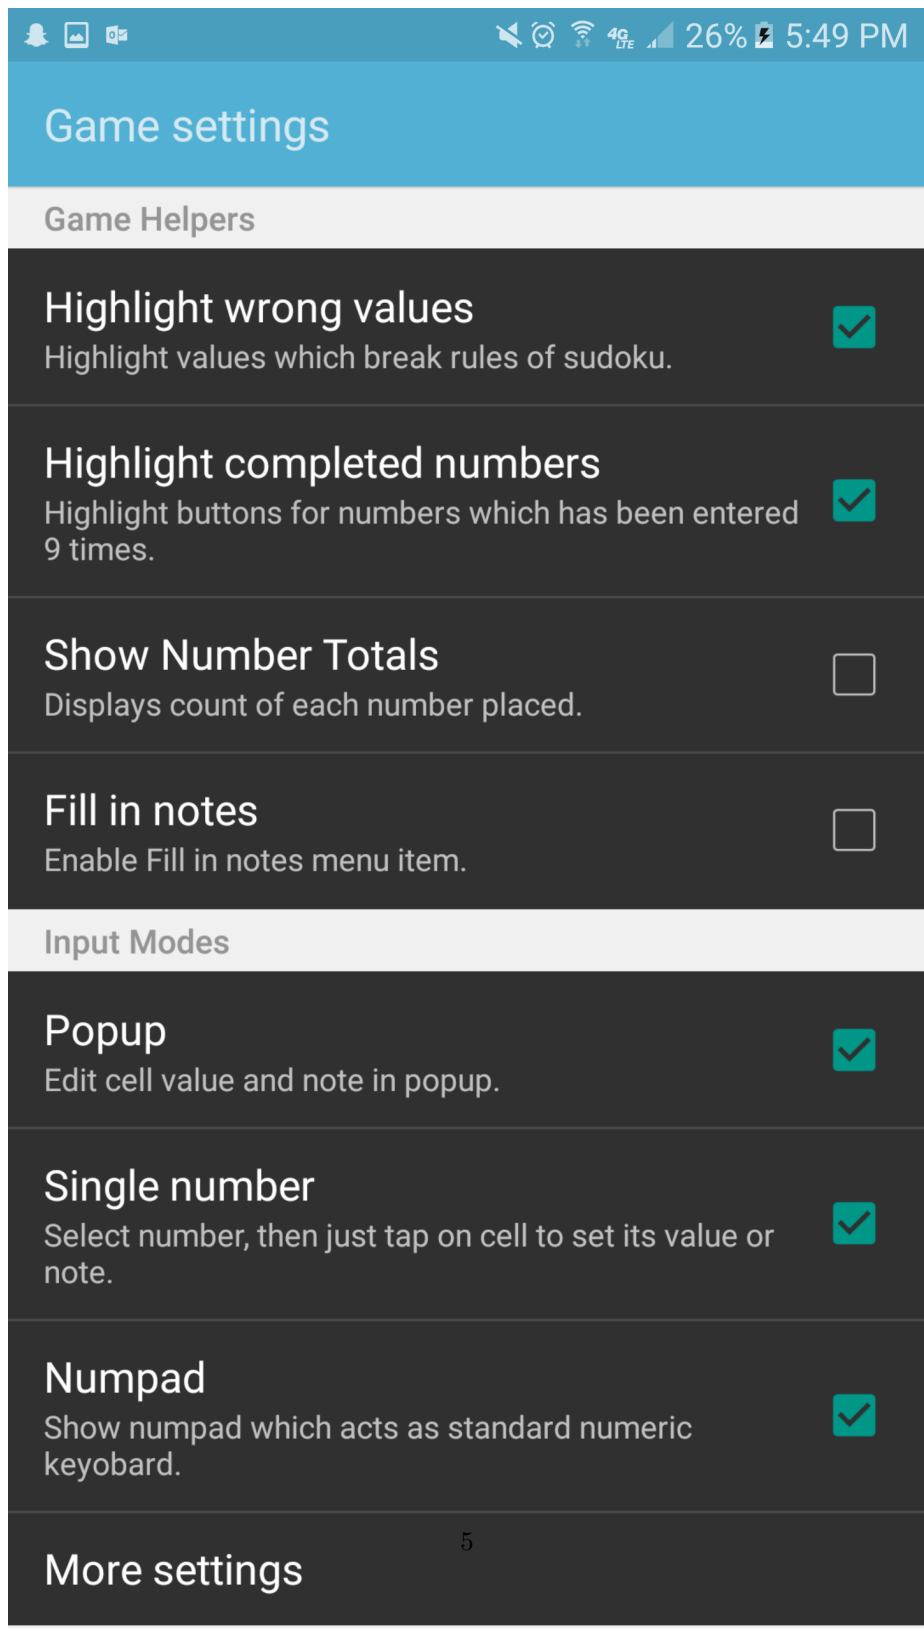 4G LTE 26% 5:49 PM
Game settings
Game Helpers
Highlight wrong values
Highlight values which break rules of sudoku.
Highlight completed numbers
Highlight buttons for numbers which has been entered
9 times.
Show Number Totals
Displays count of each number placed.
Fill in notes
Enable Fill in notes menu item.
Input Modes
Popup
Edit cell value and note in popup.
Single number
Select number, then just tap on cell to set its value or
note.
Numpad
Show numpad which acts as standard numeric
keyobard.
5
More settings